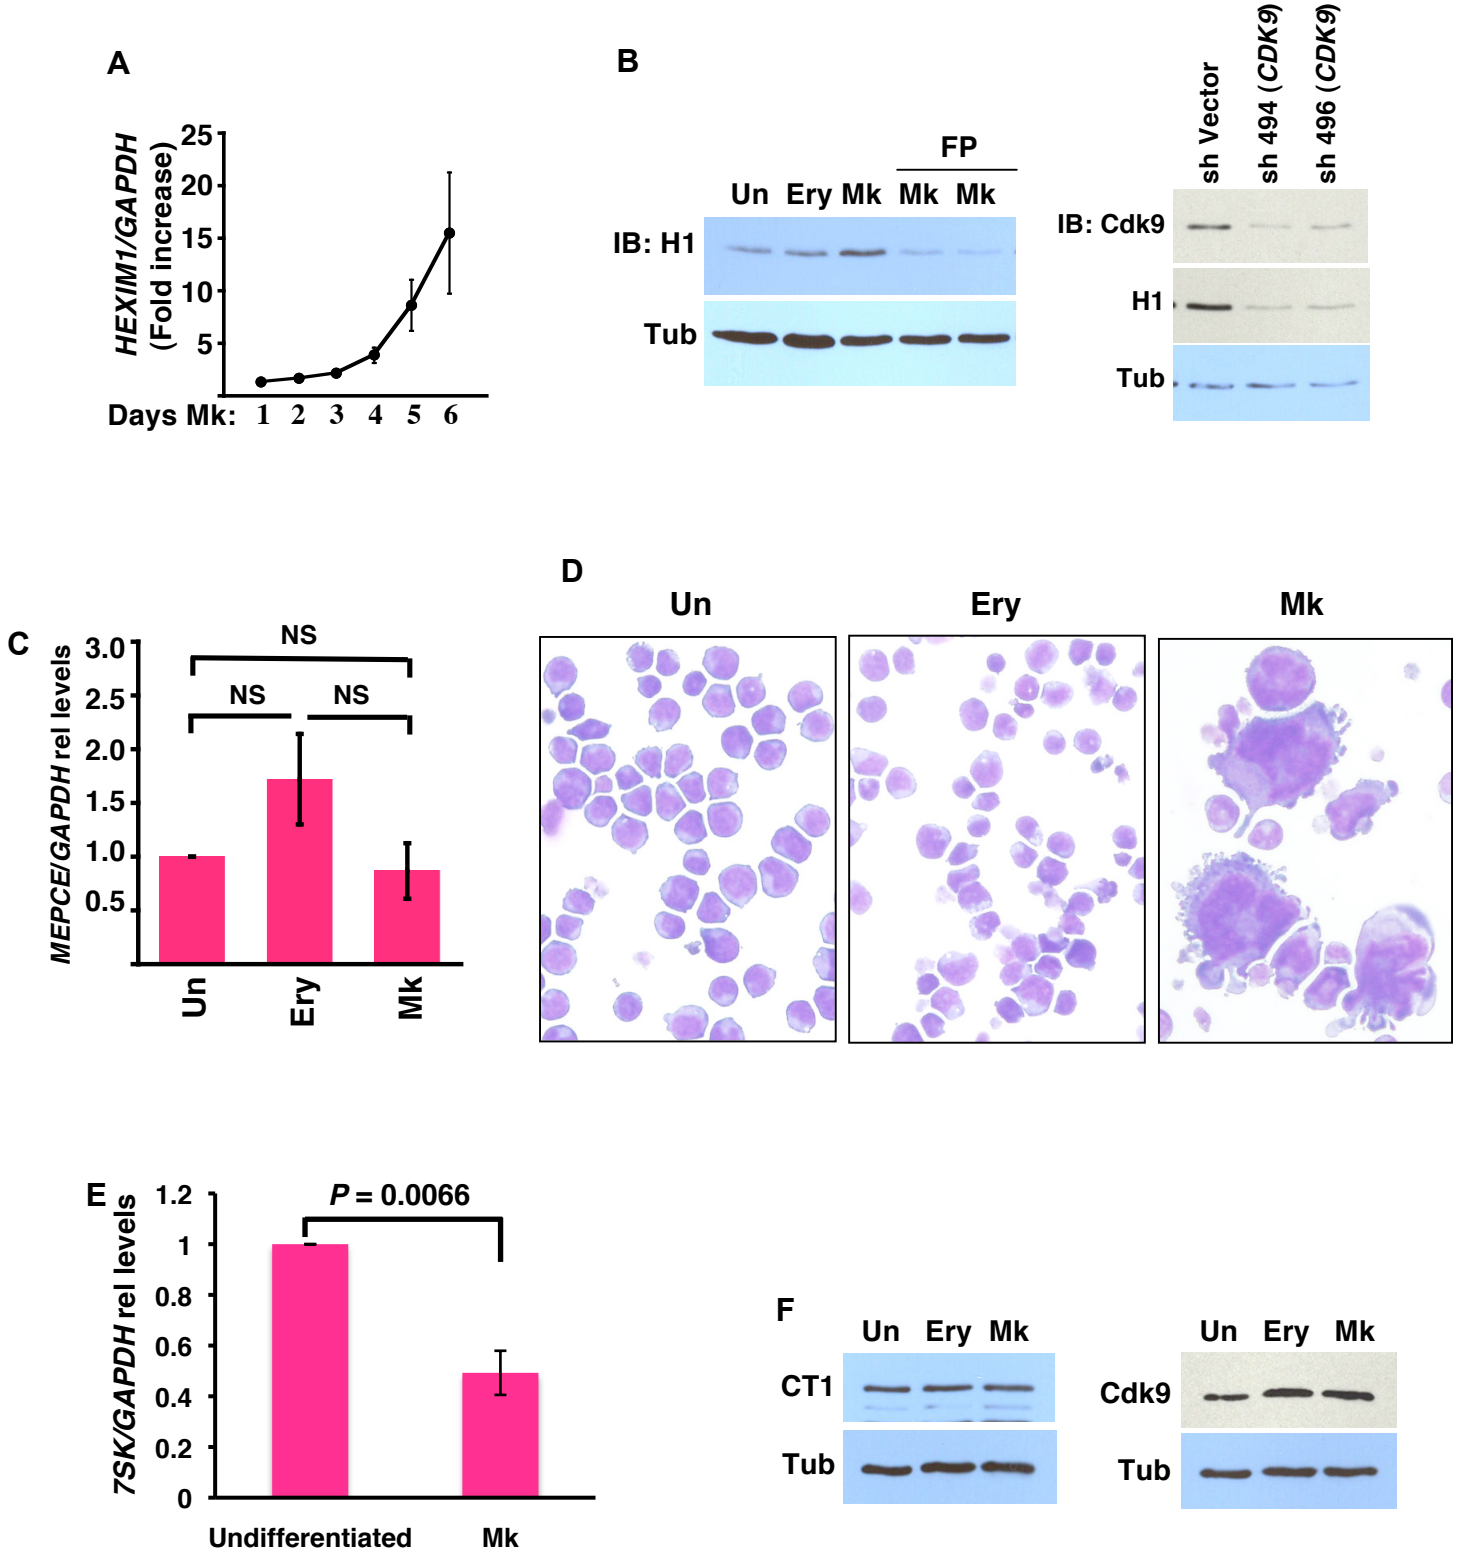 A
HEXIM1/GAPDH
(Fold increase)
25
20
15
10
5
Days Mk: 1 2 3 4 5 6
B
FP
Un Ery Mk Mk Mk
IB: H1
Tub
sh Vector
sh 494 (CDK9)
sh 496 (CDK9)
IB: Cdk9
H1
Tub
C
MEPCE/GAPDH rel levels
3.0
2.5
2.0
1.5
1.0
0.5
NS
NS NS
Un
Ery
Mk
D
Un Ery Mk
E
7SK/GAPDH rel levels
1.2
1
0.8
0.6
0.4
0.2
0
P = 0.0066
Undifferentiated Mk
F
Un Ery Mk
CT1
Tub
Un Ery Mk
Cdk9
Tub